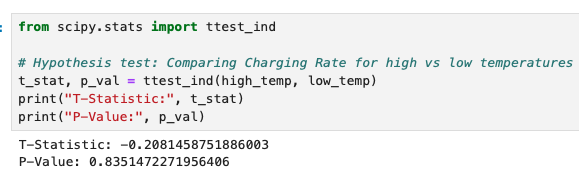 from scipy.stats import ttest_ind
# Hypothesis test: Comparing Charging Rate for high vs low temperatures
t_stat, p_val = ttest_ind(high_temp, low_temp)
print("T-Statistic:", t_stat)
print("P-Value:", p_val)
T-Statistic: -0.2081458751886003
P-Value: 0.8351472271956406